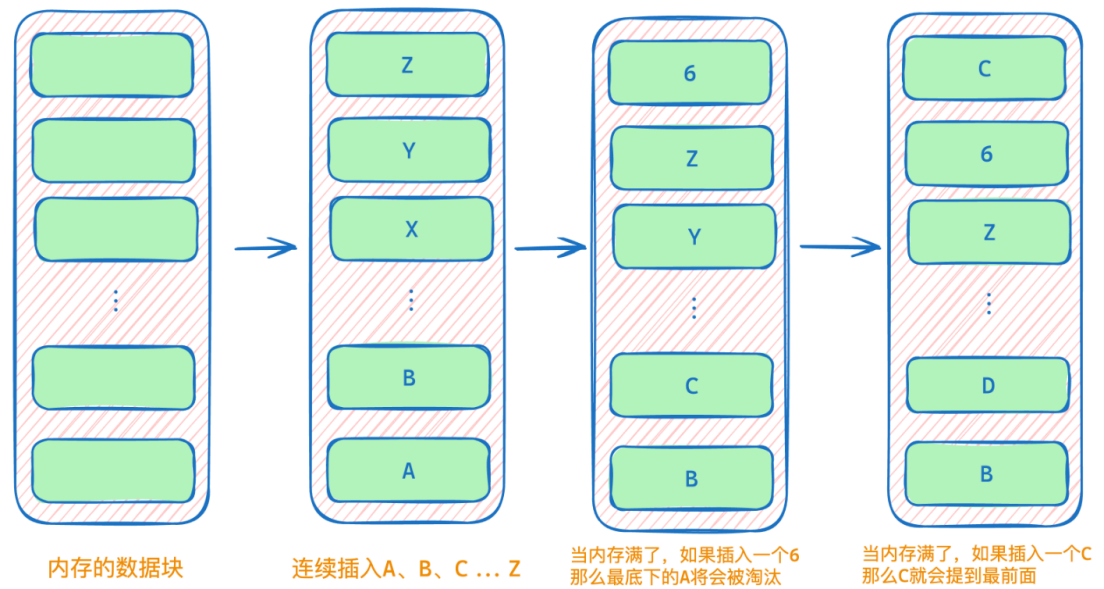 Z
Y
X
⋮
B
A
6
Z
Y
⋮
C
B
C
6
Z
⋮
D
B
内存的数据块
连续插入A、B、C ... Z
当内存满了，如果插入一个6
那么最底下的A将会被淘汰
当内存满了，如果插入一个C
那么C就会提到最前面